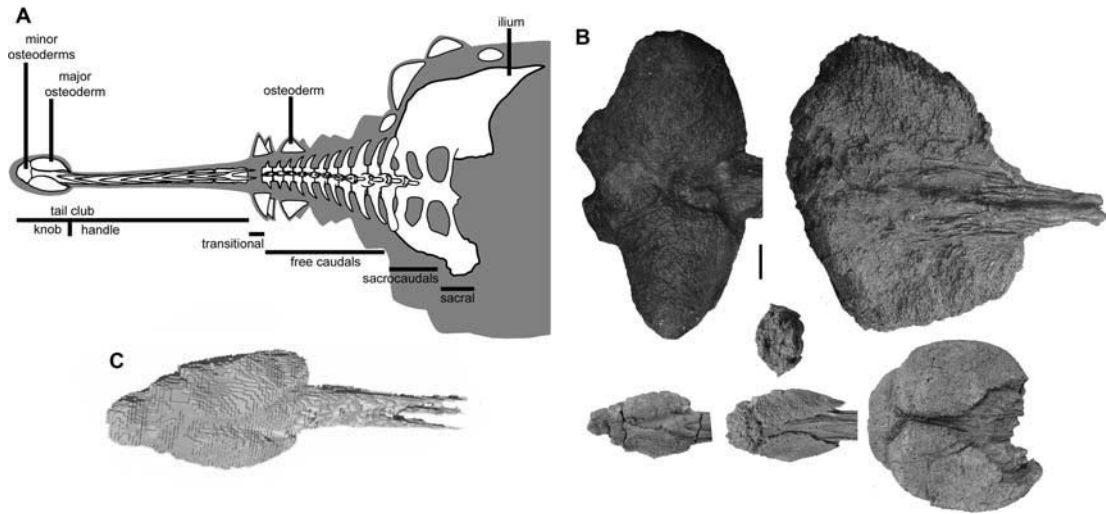 A
minor
osteoderms
major
osteoderm
osteoderm
ilium
tail club
knob
handle
transitional
free caudals
sacrocaudals
sacral
B
C